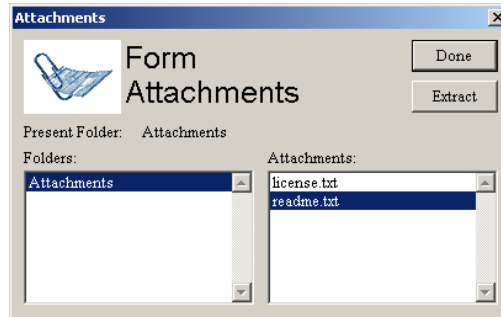 Attachments
Form
Attachments
Done
Extract
Present Folder: Attachments
Folders:
Attachments:
Attachments
license.txt
readme.txt